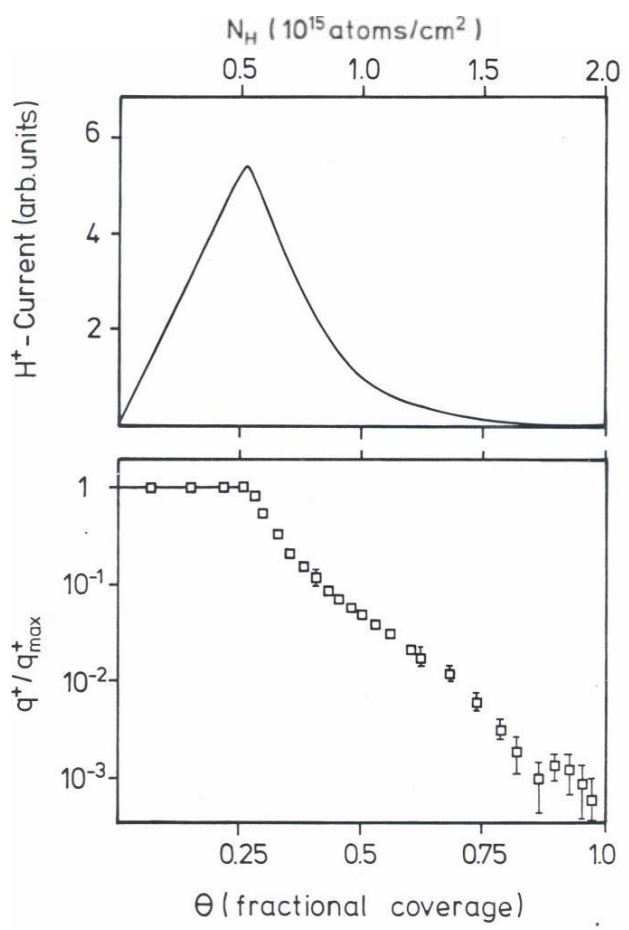 N_H (10^15 atoms/cm^2)
0.5 1.0 1.5 2.0
H^+-Current (arb.units)
6
4
2
q^+/q^+_max
1
10^-1
10^-2
10^-3
0.25 0.5 0.75 1.0
Θ (fractional coverage)